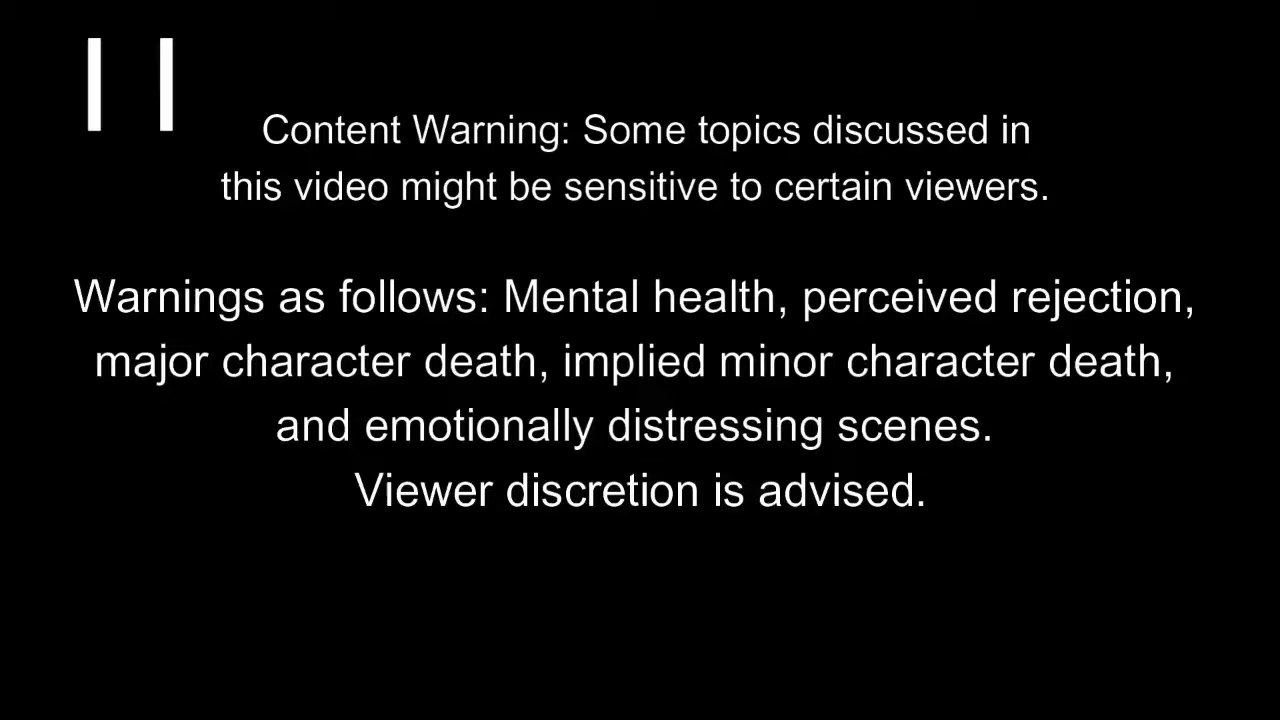 Content Warning: Some topics discussed in
this video might be sensitive to certain viewers.
Warnings as follows: Mental health, perceived rejection,
major character death, implied minor character death,
and emotionally distressing scenes.
Viewer discretion is advised.